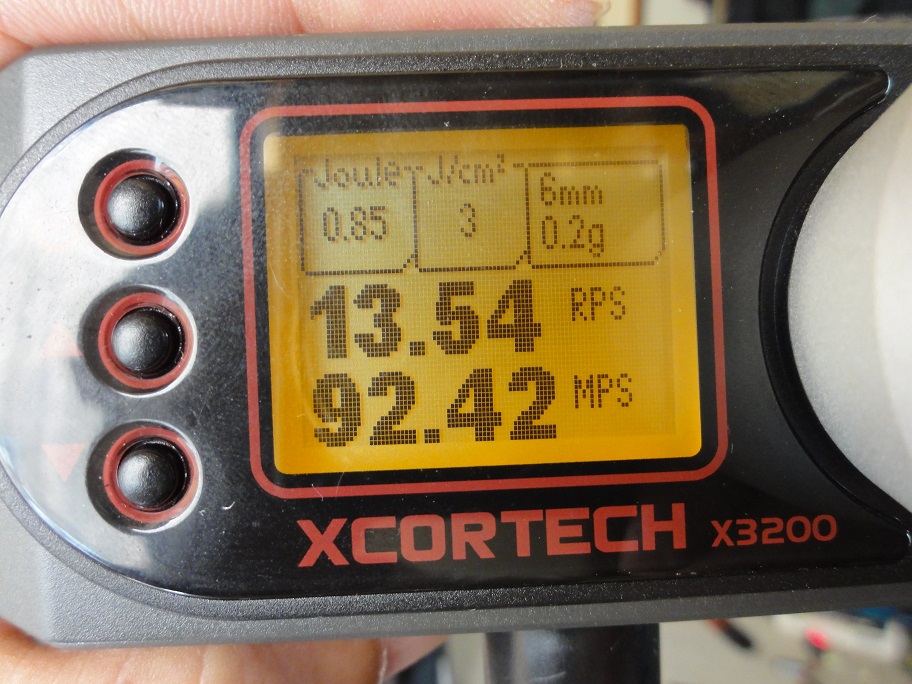 Joule J/cm² 6mm
0.85 3 0.2g
13.54 RPS
92.42 MPS
XCORTECH X3200